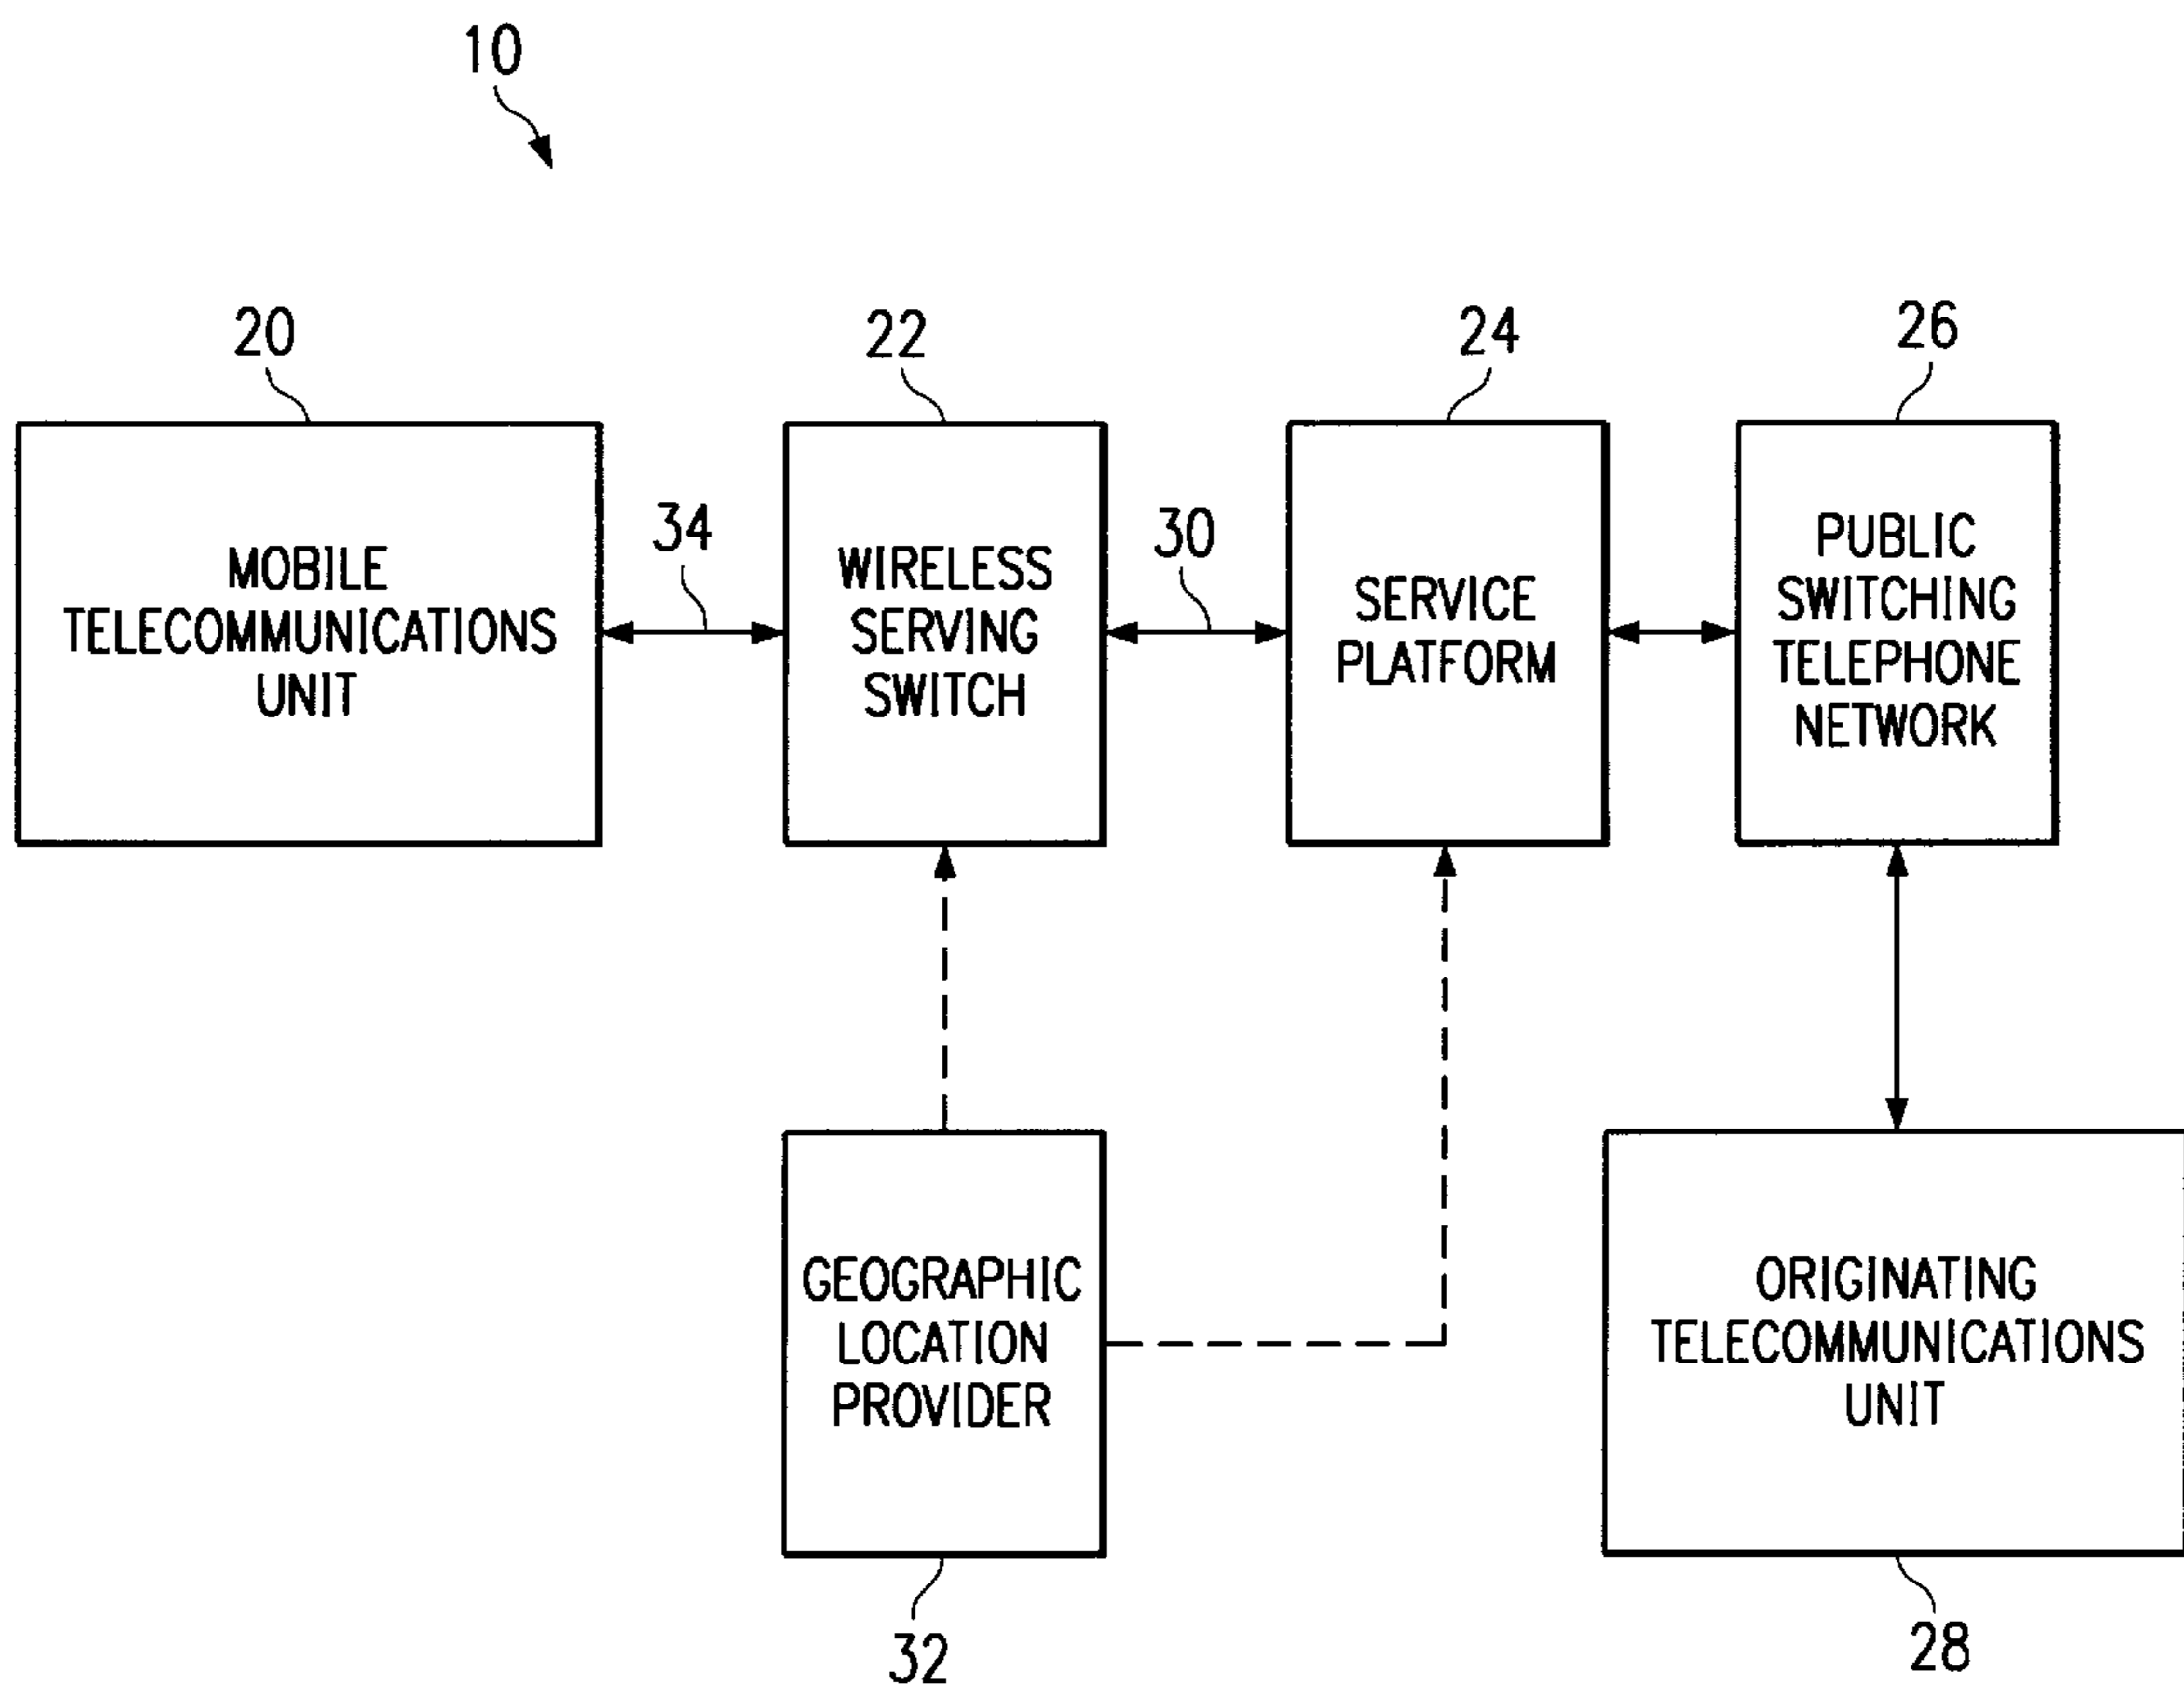 10
20
22
24
26
MOBILE
TELECOMMUNICATIONS
UNIT
34
WIRELESS
SERVING
SWITCH
30
SERVICE
PLATFORM
PUBLIC
SWITCHING
TELEPHONE
NETWORK
GEOGRAPHIC
LOCATION
PROVIDER
32
ORIGINATING
TELECOMMUNICATIONS
UNIT
28